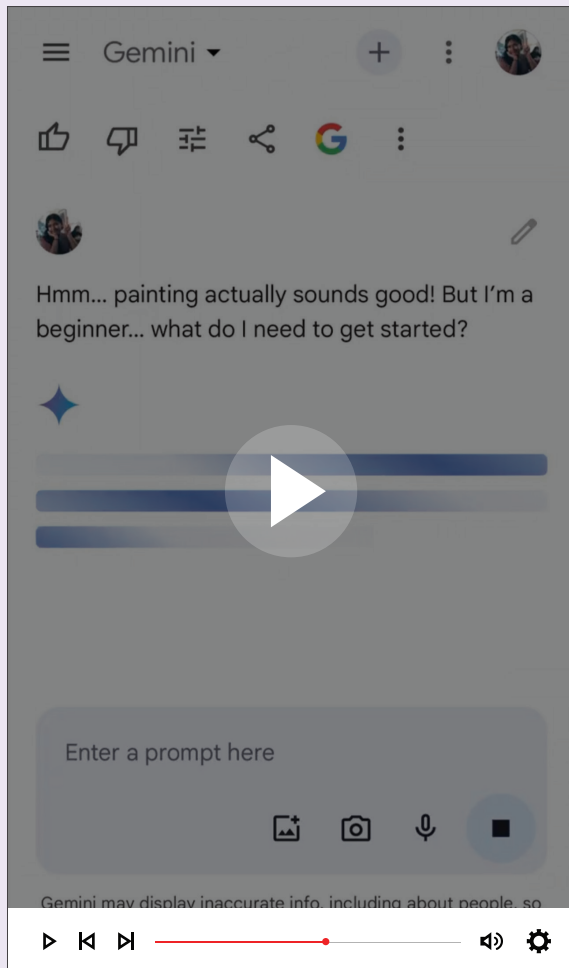 Gemini
Hmm... painting actually sounds good! But I’m a
beginner... what do I need to get started?
Enter a prompt here
Gemini may display inaccurate info, including about people, so